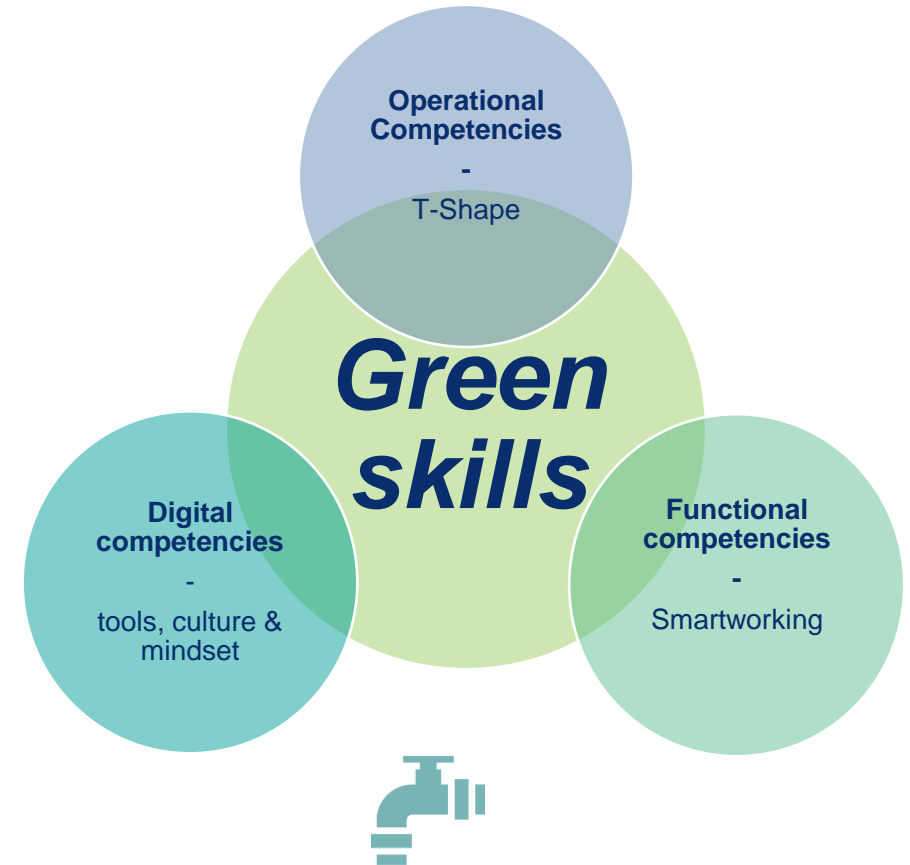 Operational
Competencies
-
T-Shape
Green
skills
Digital
competencies
-
tools, culture &
mindset
Functional
competencies
-
Smartworking